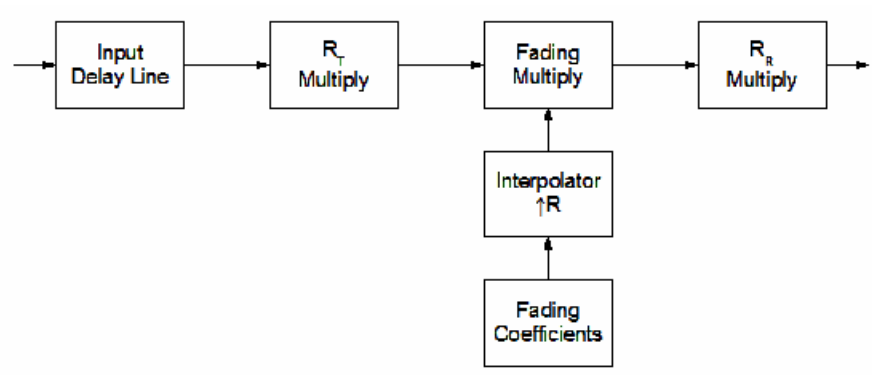 Input
Delay Line
R_T
Multiply
Fading
Multiply
R_R
Multiply
Interpolator
↑R
Fading
Coefficients